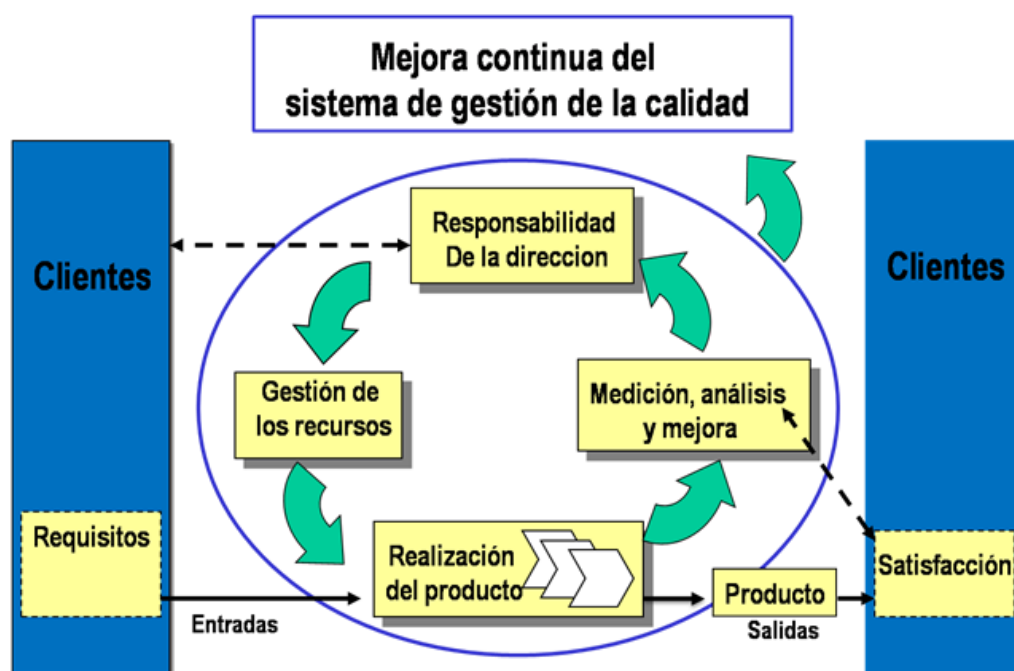 Mejora continua del
sistema de gestión de la calidad
Clientes
Responsabilidad
De la direccion
Clientes
Gestión de
los recursos
Medición, análisis
y mejora
Requisitos
Realización
del producto
Producto
Satisfacción
Entradas
Salidas